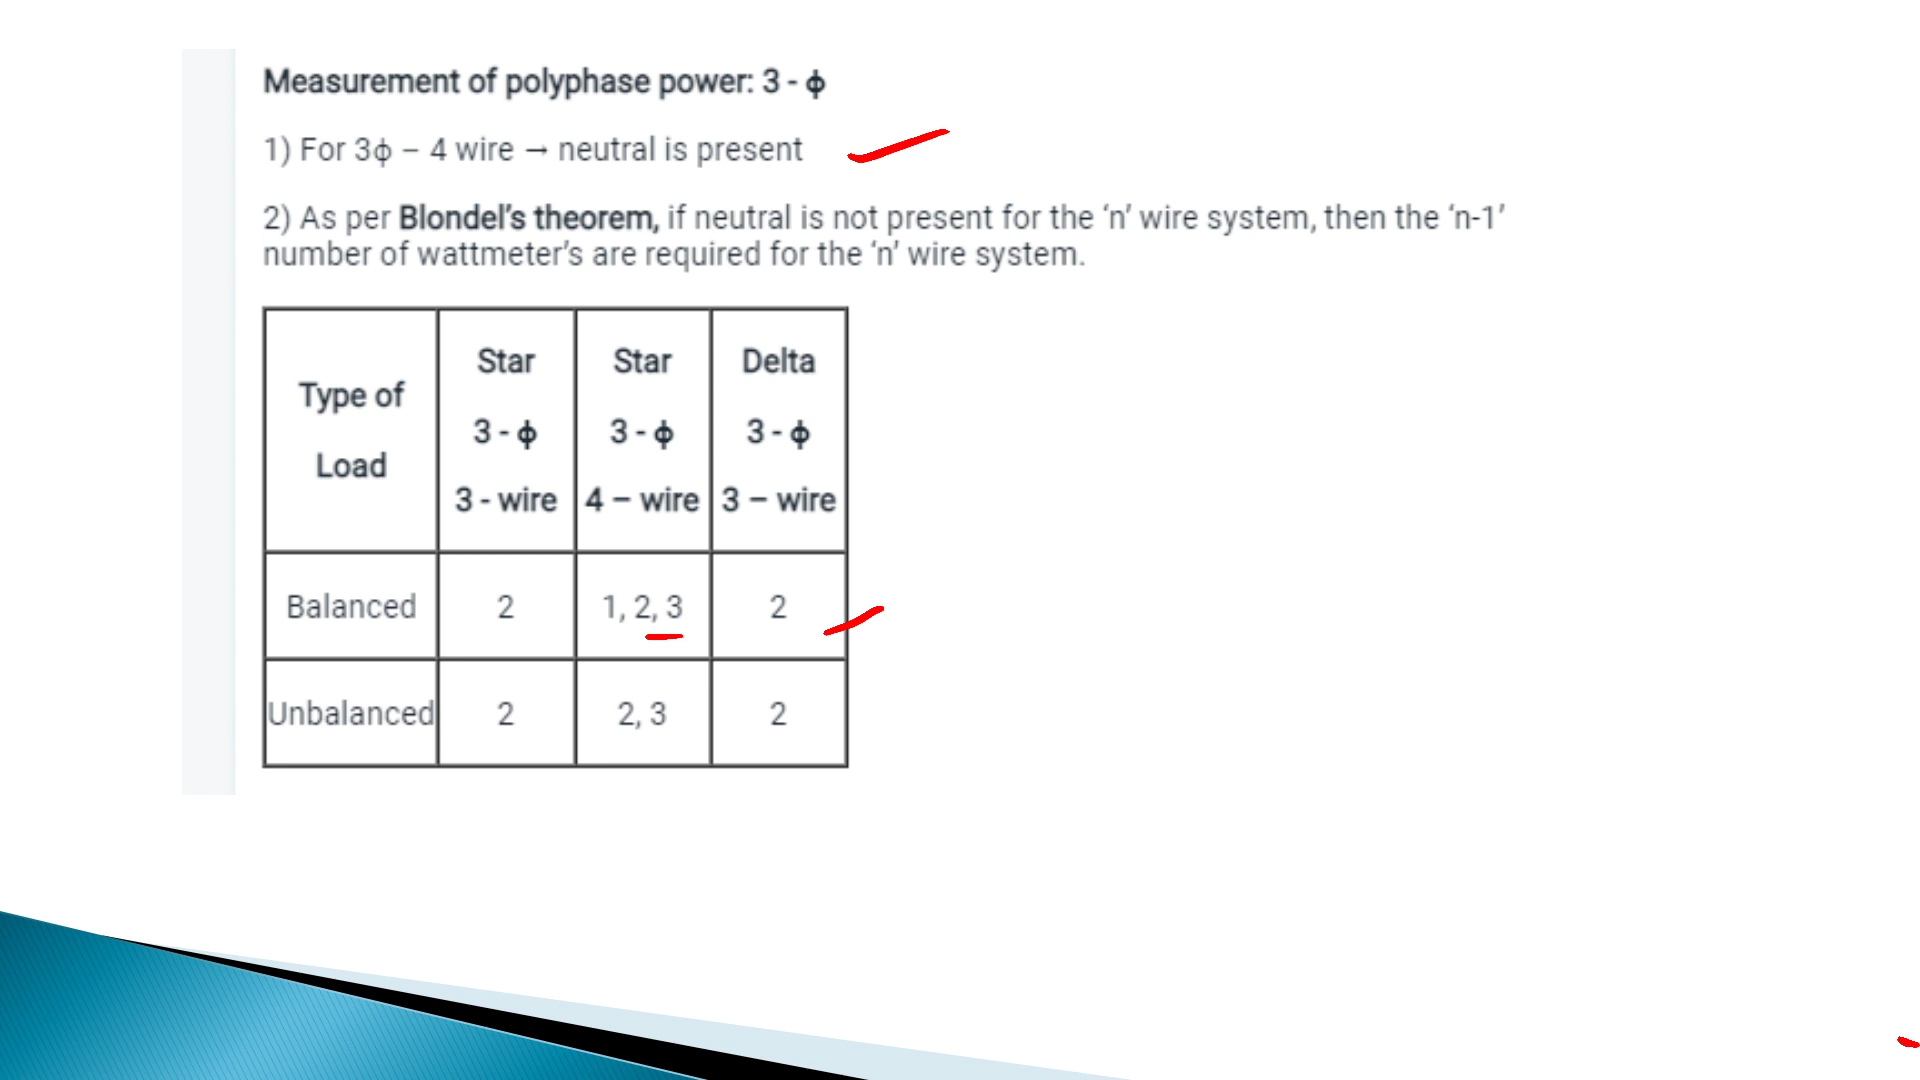 Measurement of polyphase power: 3 - ϕ
1) For 3ϕ – 4 wire → neutral is present
2) As per Blondel’s theorem, if neutral is not present for the ‘n’ wire system, then the ‘n-1’
number of wattmeter’s are required for the ‘n’ wire system.
Type of Load | Star 3 - ϕ 3 - wire | Star 3 - ϕ 4 – wire | Delta 3 - ϕ 3 – wire
Balanced | 2 | 1, 2, 3 | 2
Unbalanced | 2 | 2, 3 | 2